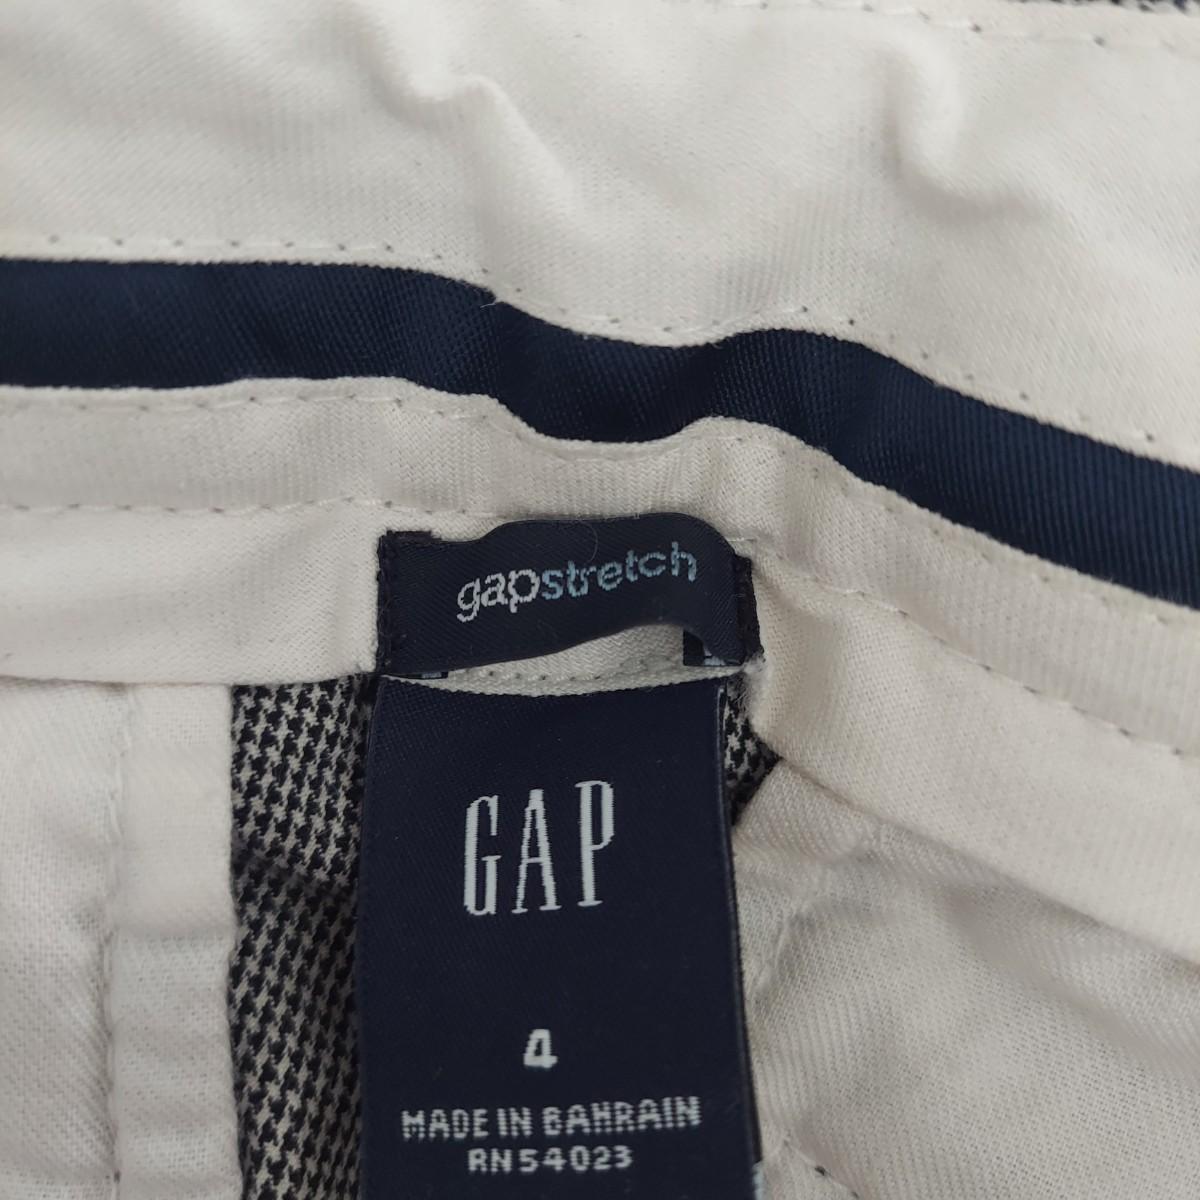 gapstretch
GAP
4
MADE IN BAHRAIN
RN54023